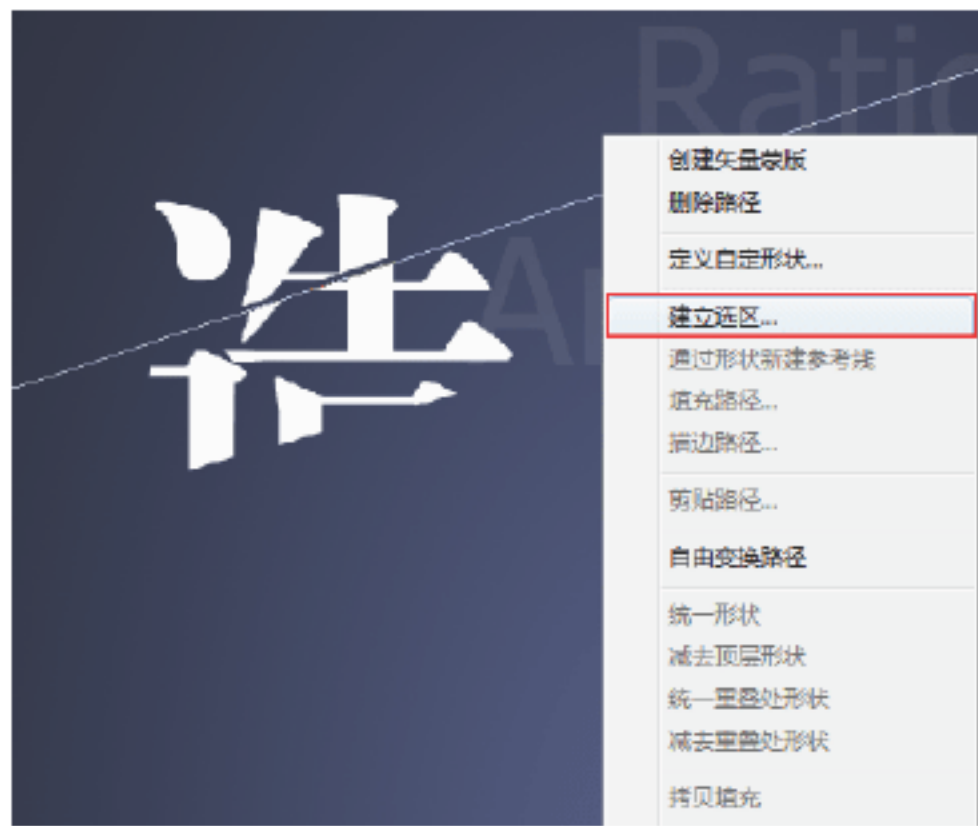 Ratio
创建矢量蒙版
删除路径
定义自定形状...
建立选区...
通过形状新建参考线
填充路径...
描边路径...
剪贴路径...
自由变换路径
统一形状
减去顶层形状
统一重叠处形状
减去重叠处形状
拷贝填充